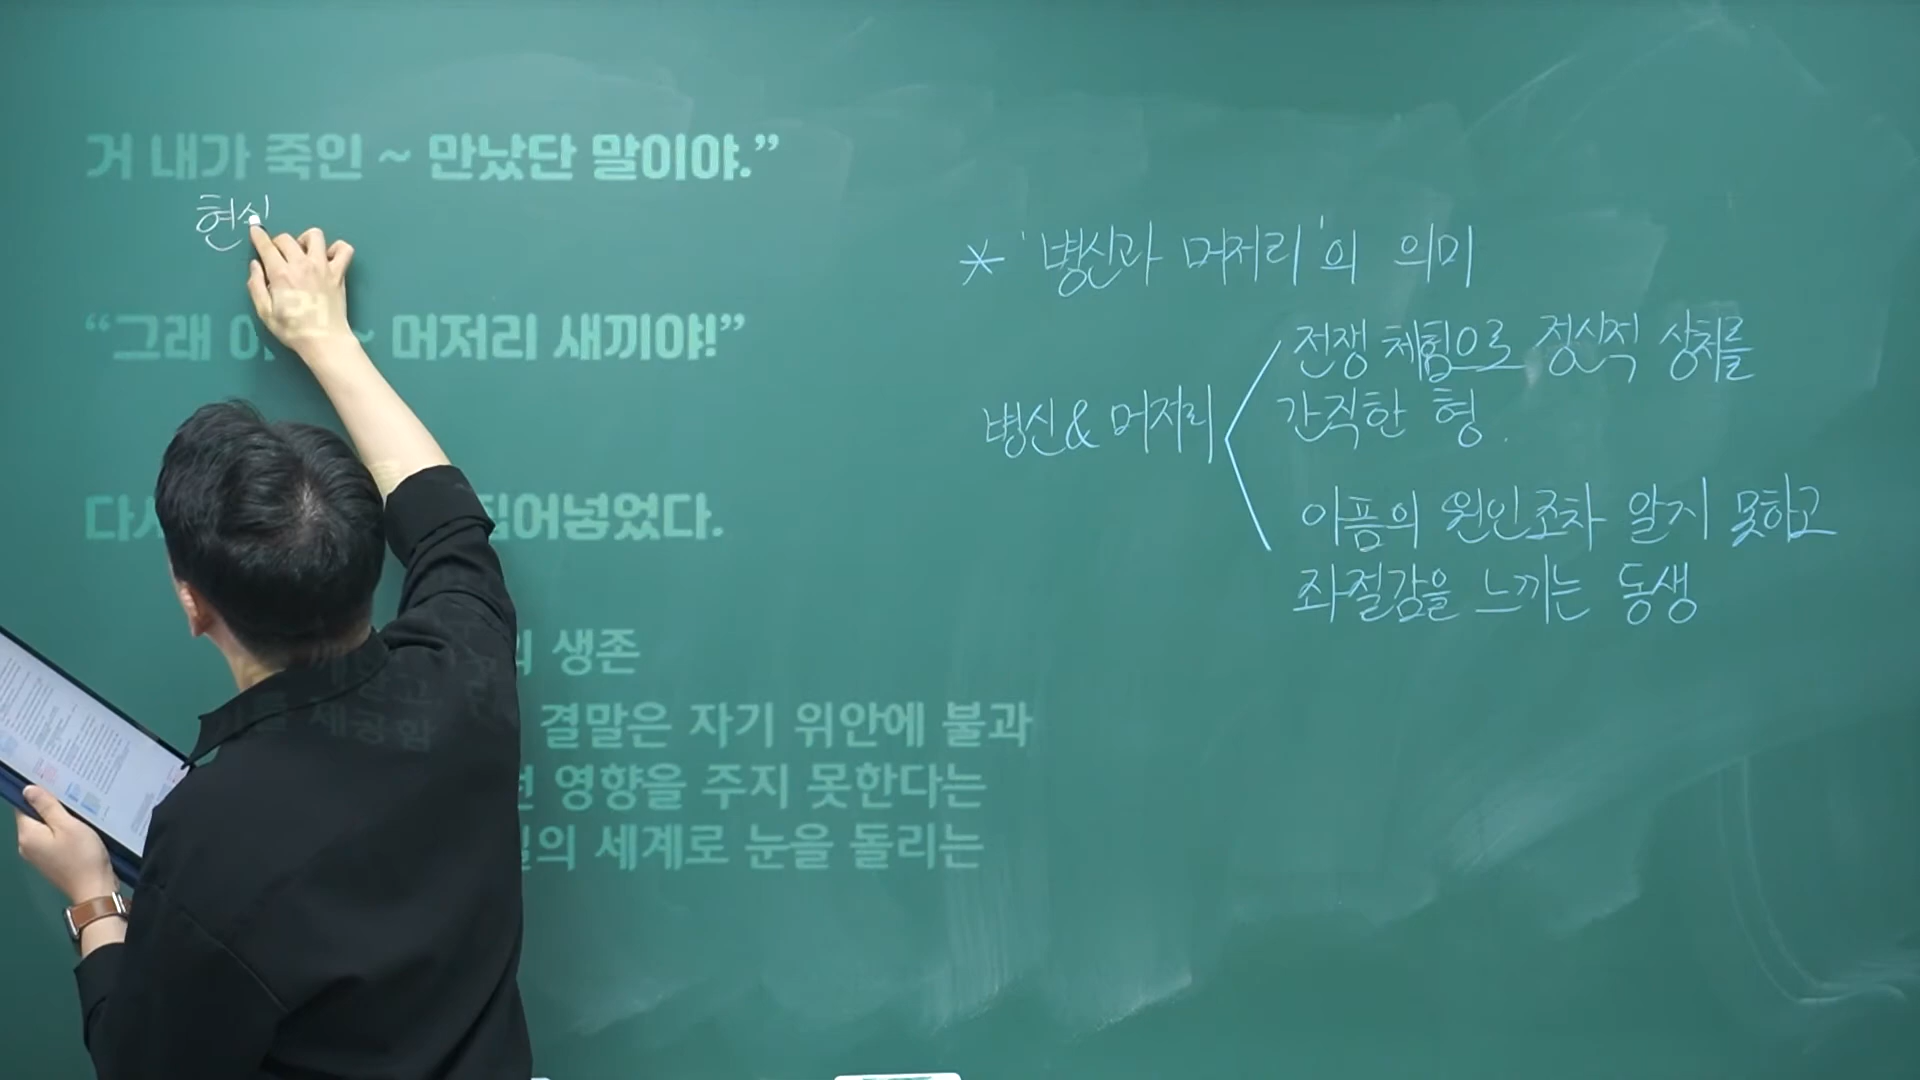 거 내가 죽인 ~ 만났단 말이야.”
현실
“그래 이 ~ 머저리 새끼야!”
집어넣었다.
생존
결말은 자기 위안에 불과
영향을 주지 못한다는
세계로 눈을 돌리는
* '병신과 머저리'의 의미
병신 & 머저리
전쟁 체험으로 정신적 상처를
간직한 형.
아픔의 원인조차 알지 못하고
좌절감을 느끼는 동생